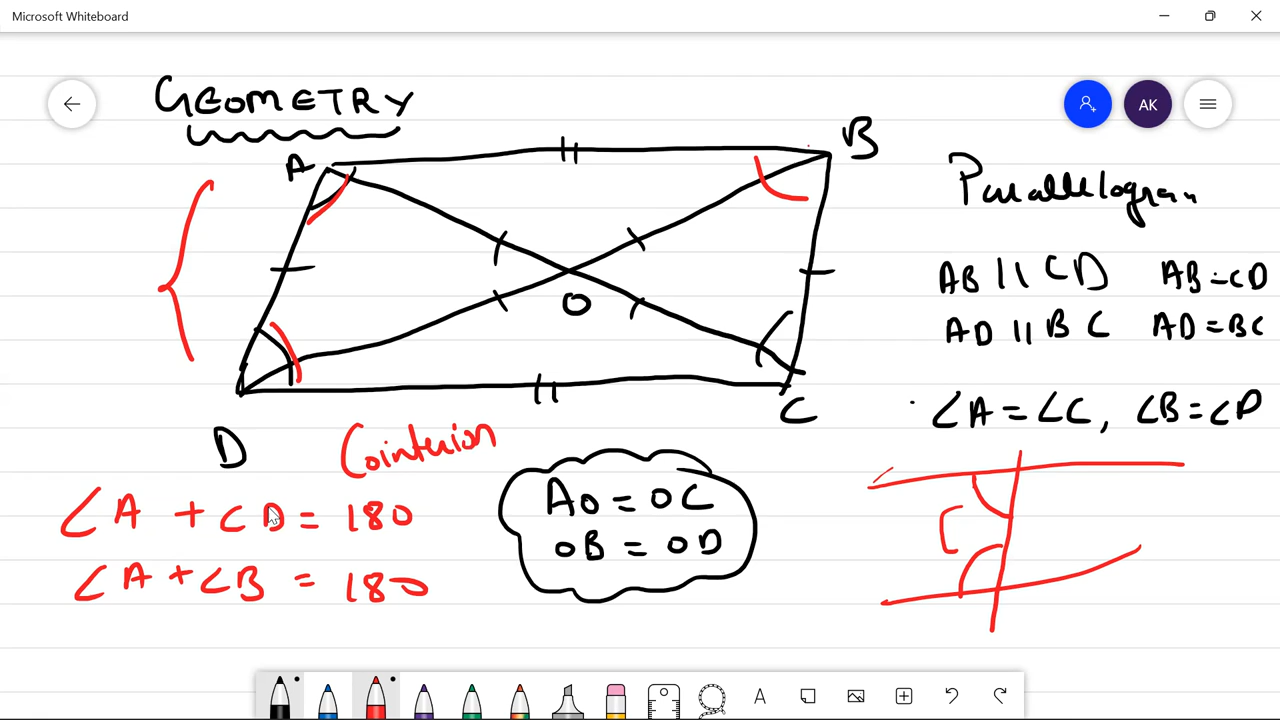 Microsoft Whiteboard
GEOMETRY
AK
A
B
Parallelogram
AB || CD AB = CD
AD || BC AD = BC
O
∠A = ∠C, ∠B = ∠D
D
C
Cointerion
AO = OC
OB = OD
∠A + ∠D = 180
∠A + ∠B = 180
A